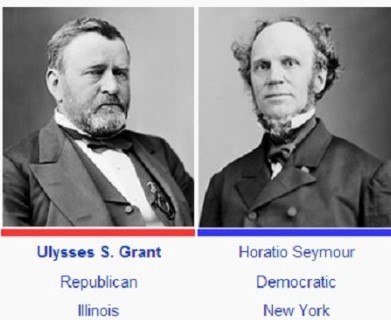 Ulysses S. Grant
Republican
Illinois
Horatio Seymour
Democratic
New York